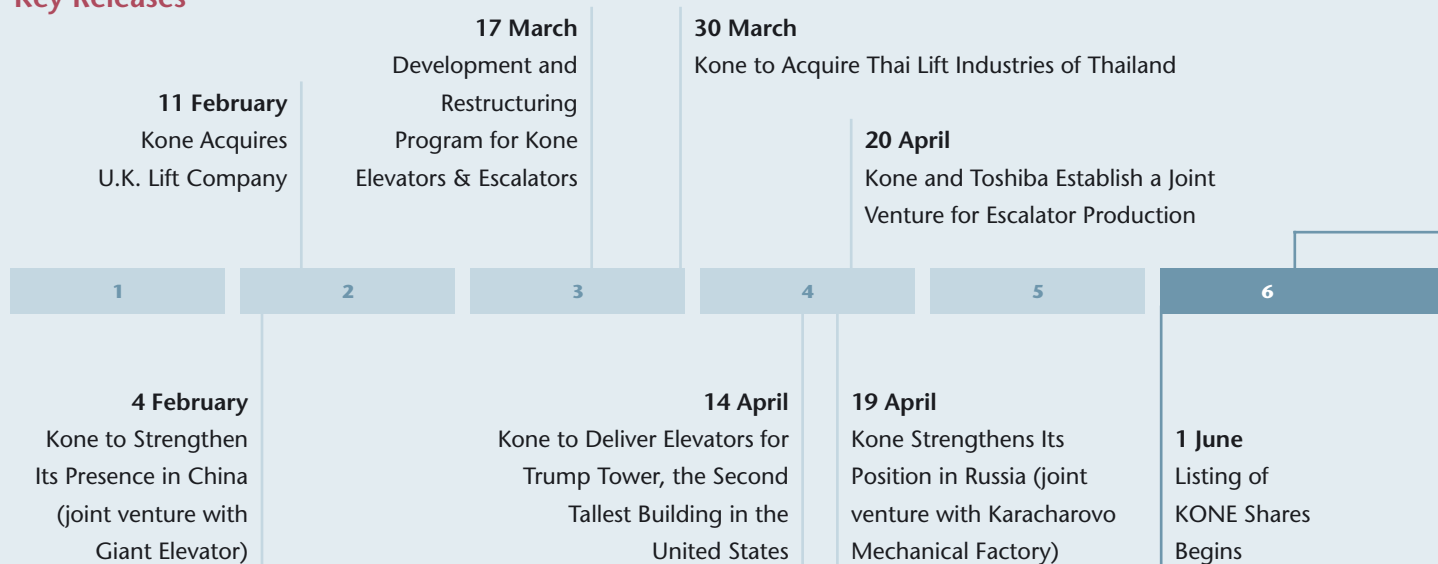 Key Releases
17 March
Development and
Restructuring
Program for Kone
Elevators & Escalators
30 March
Kone to Acquire Thai Lift Industries of Thailand
11 February
Kone Acquires
U.K. Lift Company
20 April
Kone and Toshiba Establish a Joint
Venture for Escalator Production
1
2
3
4
5
6
4 February
Kone to Strengthen
Its Presence in China
(joint venture with
Giant Elevator)
14 April
Kone to Deliver Elevators for
Trump Tower, the Second
Tallest Building in the
United States
19 April
Kone Strengthens Its
Position in Russia (joint
venture with Karacharovo
Mechanical Factory)
1 June
Listing of
KONE Shares
Begins